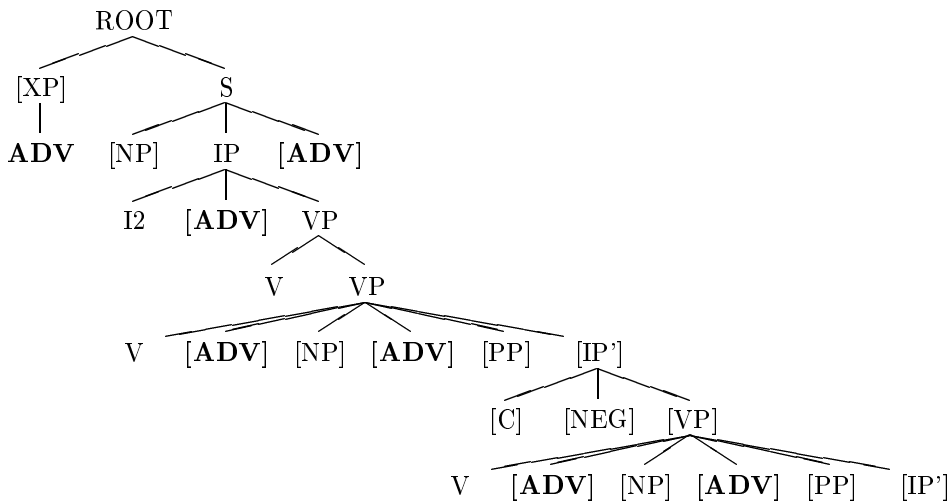 ROOT
[XP] S
ADV [NP] IP [ADV]
I2 [ADV] VP
V VP
V [ADV] [NP] [ADV] [PP] [IP']
[C] [NEG] [VP]
V [ADV] [NP] [ADV] [PP] [IP']